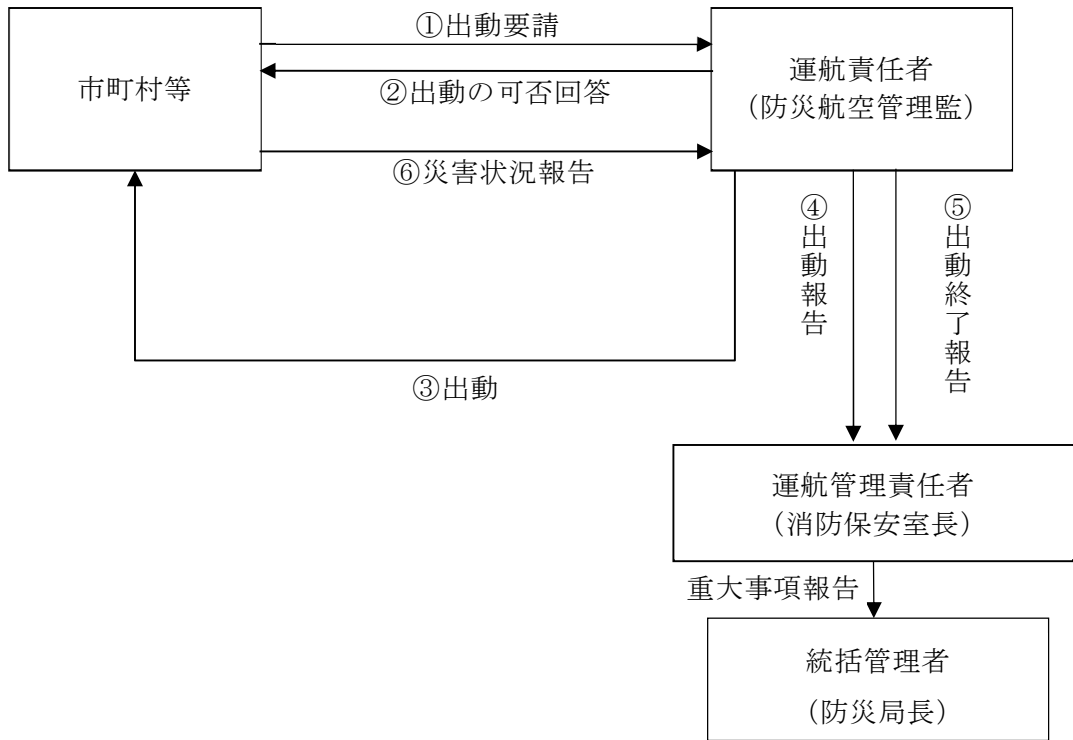 ①出動要請
市町村等
②出動の可否回答
運航責任者
（防災航空管理監）
⑥災害状況報告
④出動報告
⑤出動終了報告
③出動
運航管理責任者
（消防保安室長）
重大事項報告
統括管理者
（防災局長）